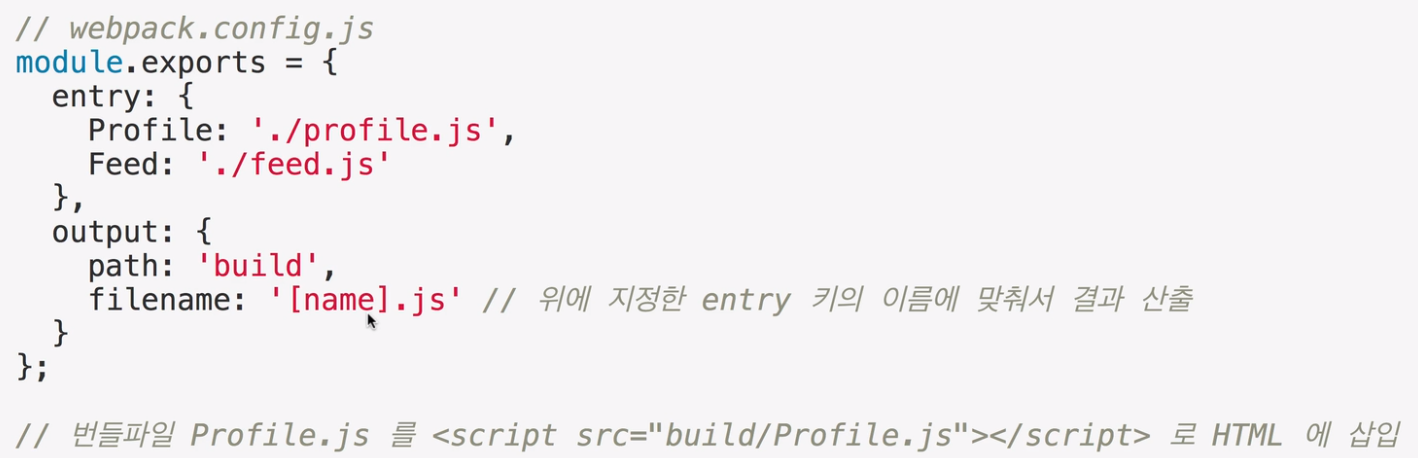 // webpack.config.js
module.exports = {
  entry: {
    Profile: './profile.js',
    Feed: './feed.js'
  },
  output: {
    path: 'build',
    filename: '[name].js' // 위에 지정한 entry 키의 이름에 맞춰서 결과 산출
  }
};

// 번들파일 Profile.js 를 <script src="build/Profile.js"></script> 로 HTML 에 삽입